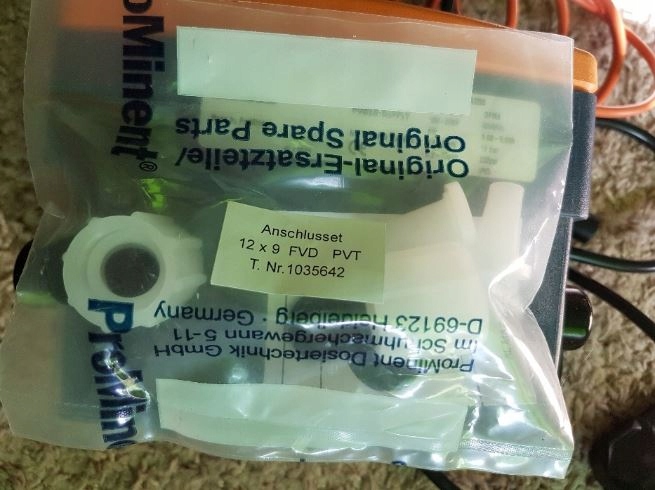 ProMinent®
Original-Ersatzteile/
Original Spare Parts
Anschlusset
12 x 9 FVD PVT
T. Nr.1035642
ProMinent Dosiertechnik GmbH
Im Schuhmachergewann 5-11
D-69123 Heidelberg · Germany
ProMinent